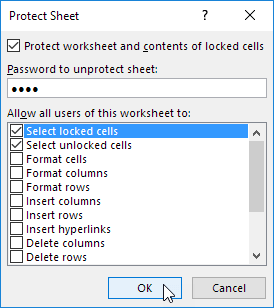 Protect Sheet
Protect worksheet and contents of locked cells
Password to unprotect sheet:
••••
Allow all users of this worksheet to:
Select locked cells
Select unlocked cells
Format cells
Format columns
Format rows
Insert columns
Insert rows
Insert hyperlinks
Delete columns
Delete rows
OK Cancel